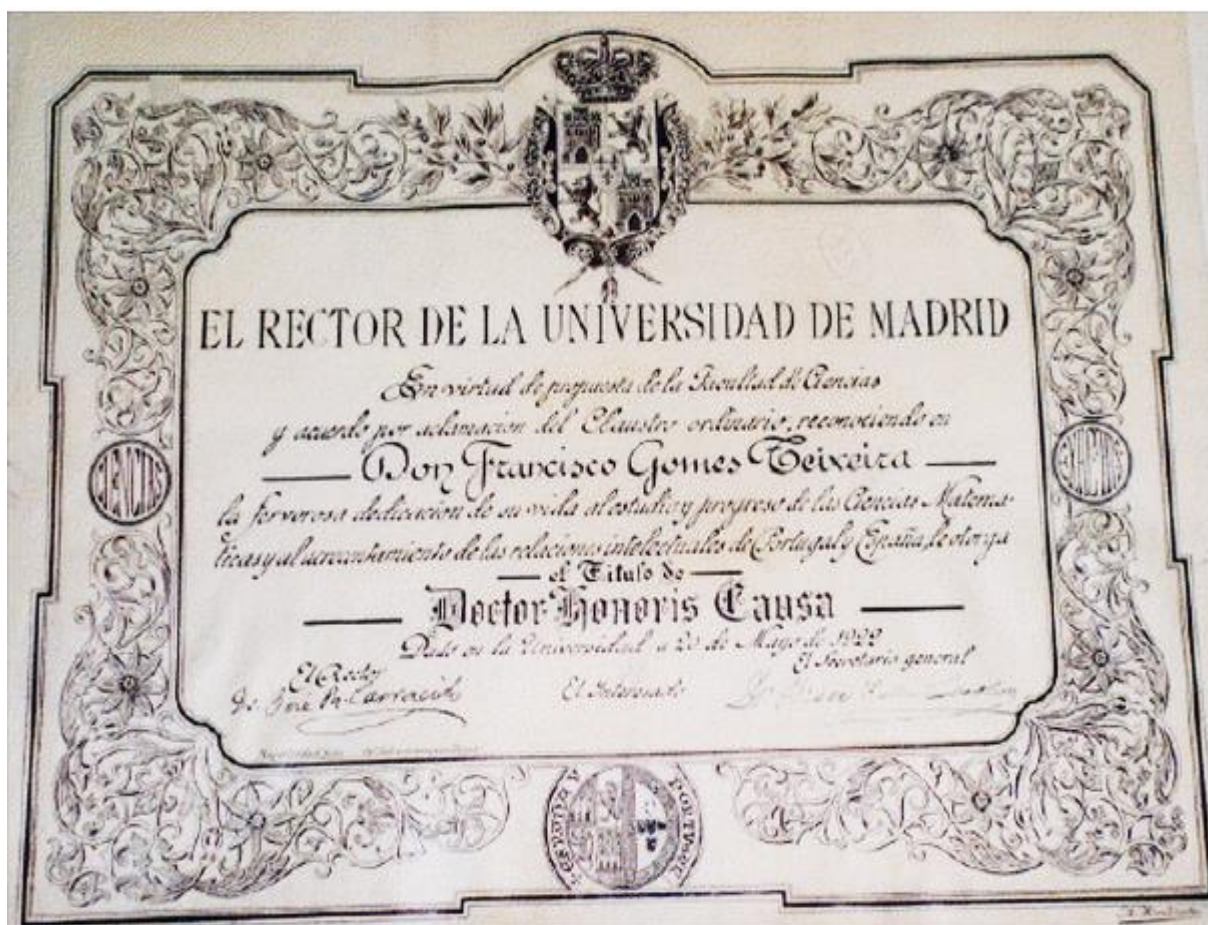 EL RECTOR DE LA UNIVERSIDAD DE MADRID
En virtud de propuesta de la Facultad de Ciencias
y acuerdo por aclamación del Claustro ordinario, reconociendo en
Don Francisco Gomes Teixeira
la fervorosa dedicación de su vida al estudio y progreso de las Ciencias Matemá-
ticas y al acrecentamiento de las relaciones intelectuales de Portugal y España, le otorga
el Título de
Doctor Honoris Causa
Dado en la Universidad a 20 de Mayo de 1922
El Rector
El Interesado
El Secretario general
CIENCIAS
ESPAÑA